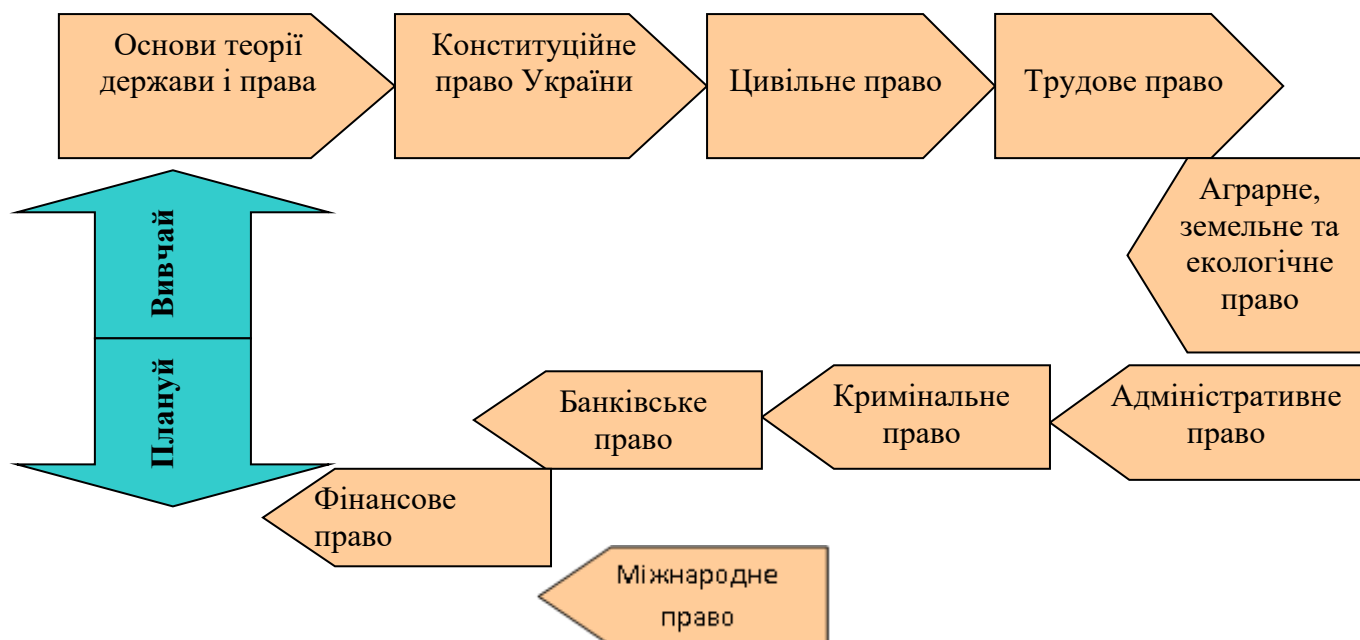 Основи теорії
держави і права
Конституційне
право України
Цивільне право
Трудове право
Аграрне,
земельне та
екологічне
право
Вивчай
Плануй
Адміністративне
право
Кримінальне
право
Банківське
право
Фінансове
право
Міжнародне
право